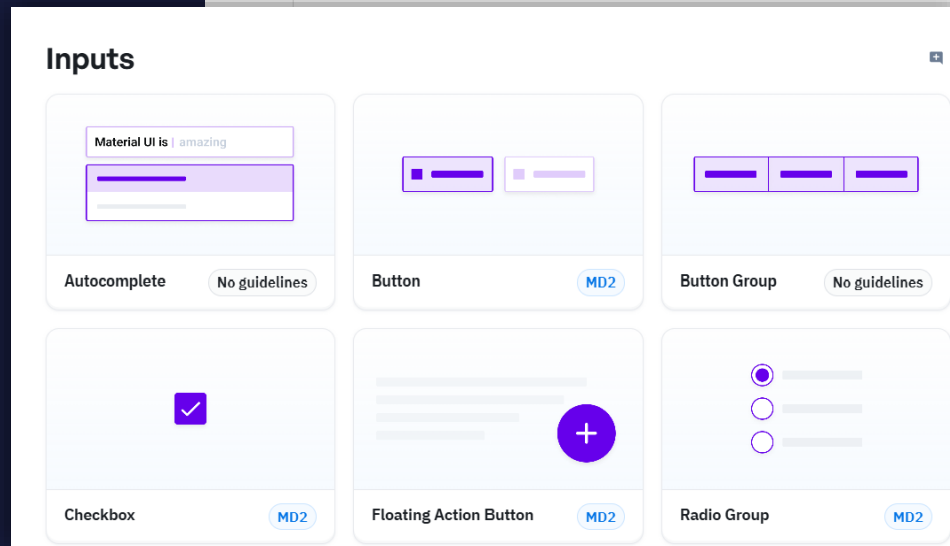 Inputs
Material UI is | amazing
Autocomplete No guidelines
Button MD2
Button Group No guidelines
Checkbox MD2
Floating Action Button MD2
Radio Group MD2